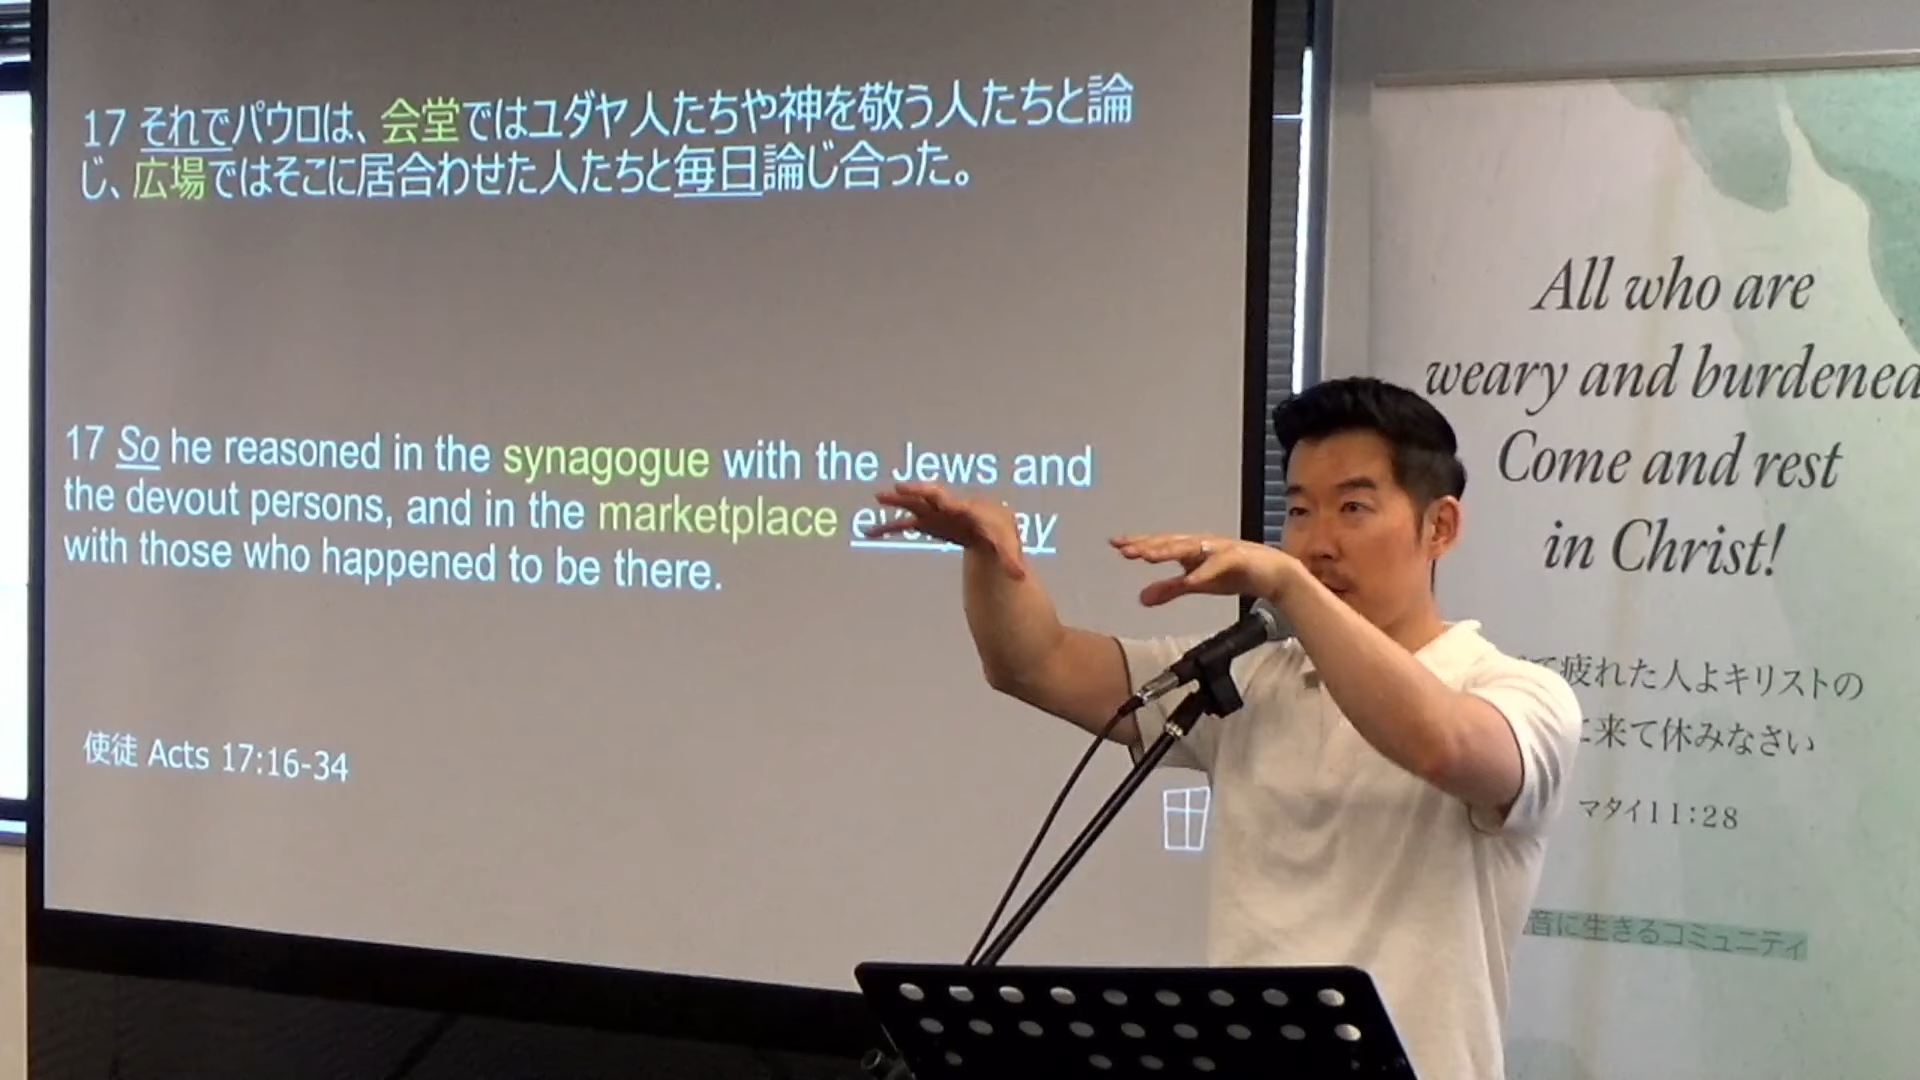 17 それでパウロは、会堂ではユダヤ人たちや神を敬う人たちと論
じ、広場ではそこに居合わせた人たちと毎日論じ合った。
17 So he reasoned in the synagogue with the Jews and
the devout persons, and in the marketplace
with those who happened to be there.
使徒 Acts 17:16-34
All who are
weary and burdened
Come and rest
in Christ!
疲れた人よキリストの
に来て休みなさい
マタイ11:28
音に生きるコミュニティ